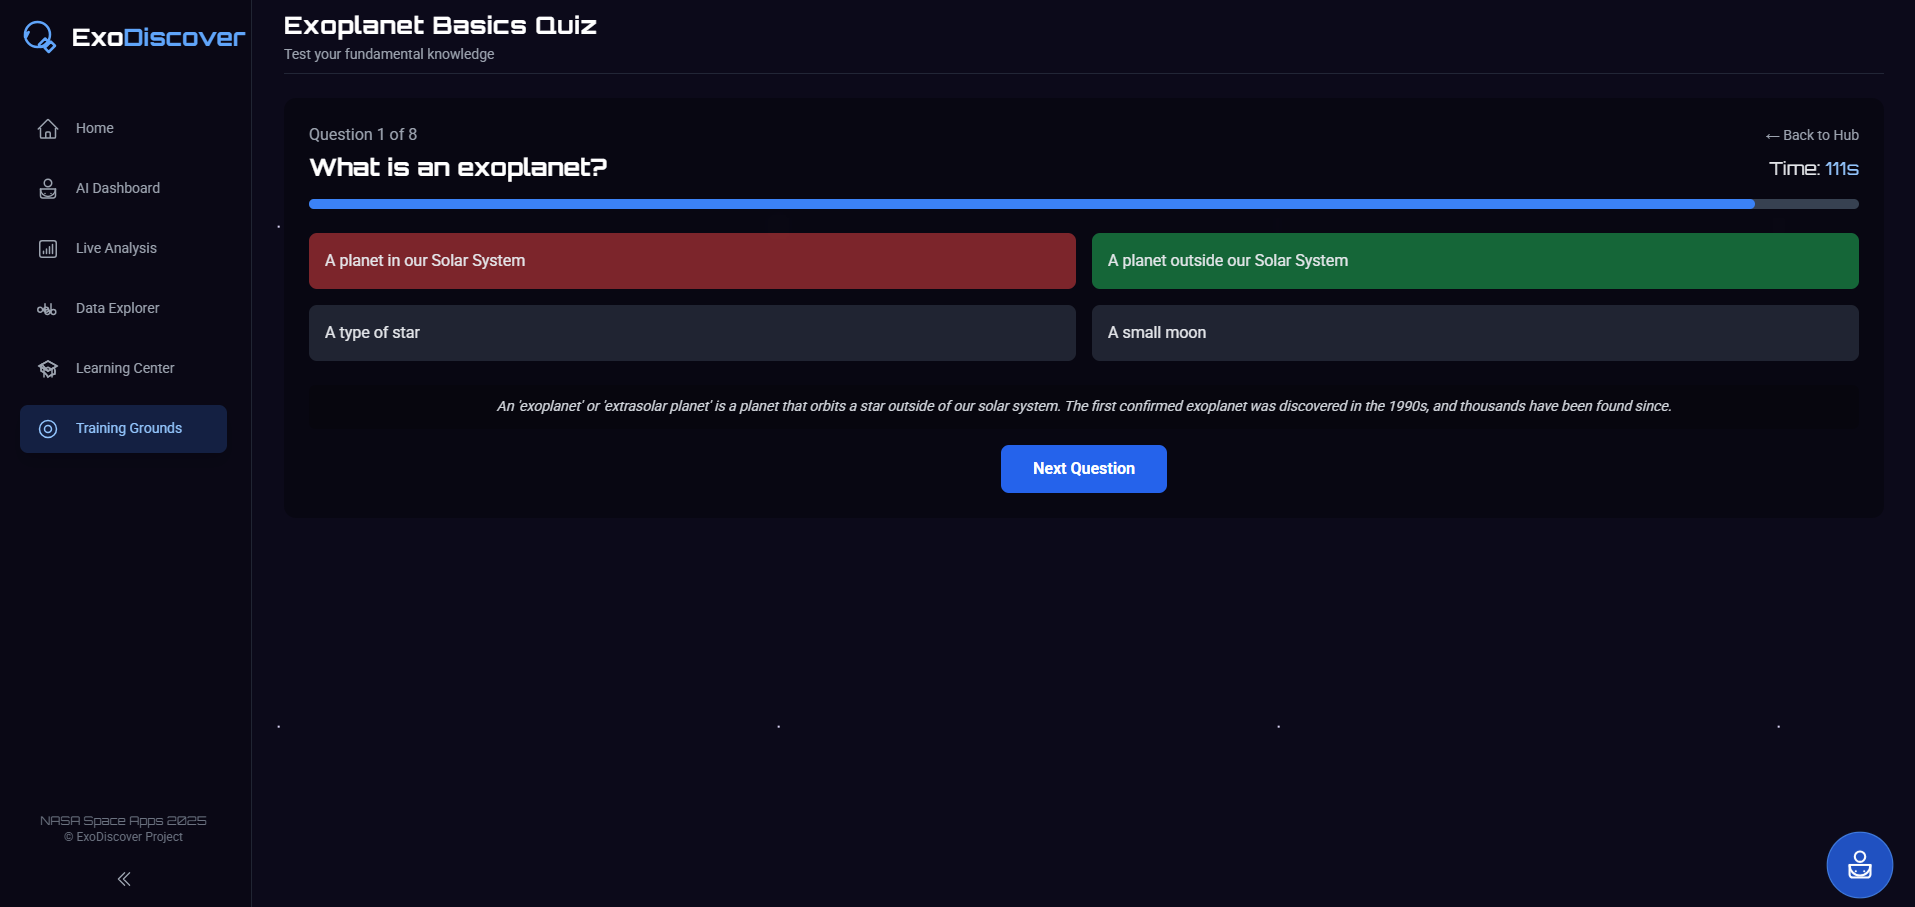 ExoDiscover
Home
AI Dashboard
Live Analysis
Data Explorer
Learning Center
Training Grounds
NASA Space Apps 2025
© ExoDiscover Project
Exoplanet Basics Quiz
Test your fundamental knowledge
Question 1 of 8
← Back to Hub
What is an exoplanet?
Time: 111s
A planet in our Solar System
A planet outside our Solar System
A type of star
A small moon
An 'exoplanet' or 'extrasolar planet' is a planet that orbits a star outside of our solar system. The first confirmed exoplanet was discovered in the 1990s, and thousands have been found since.
Next Question